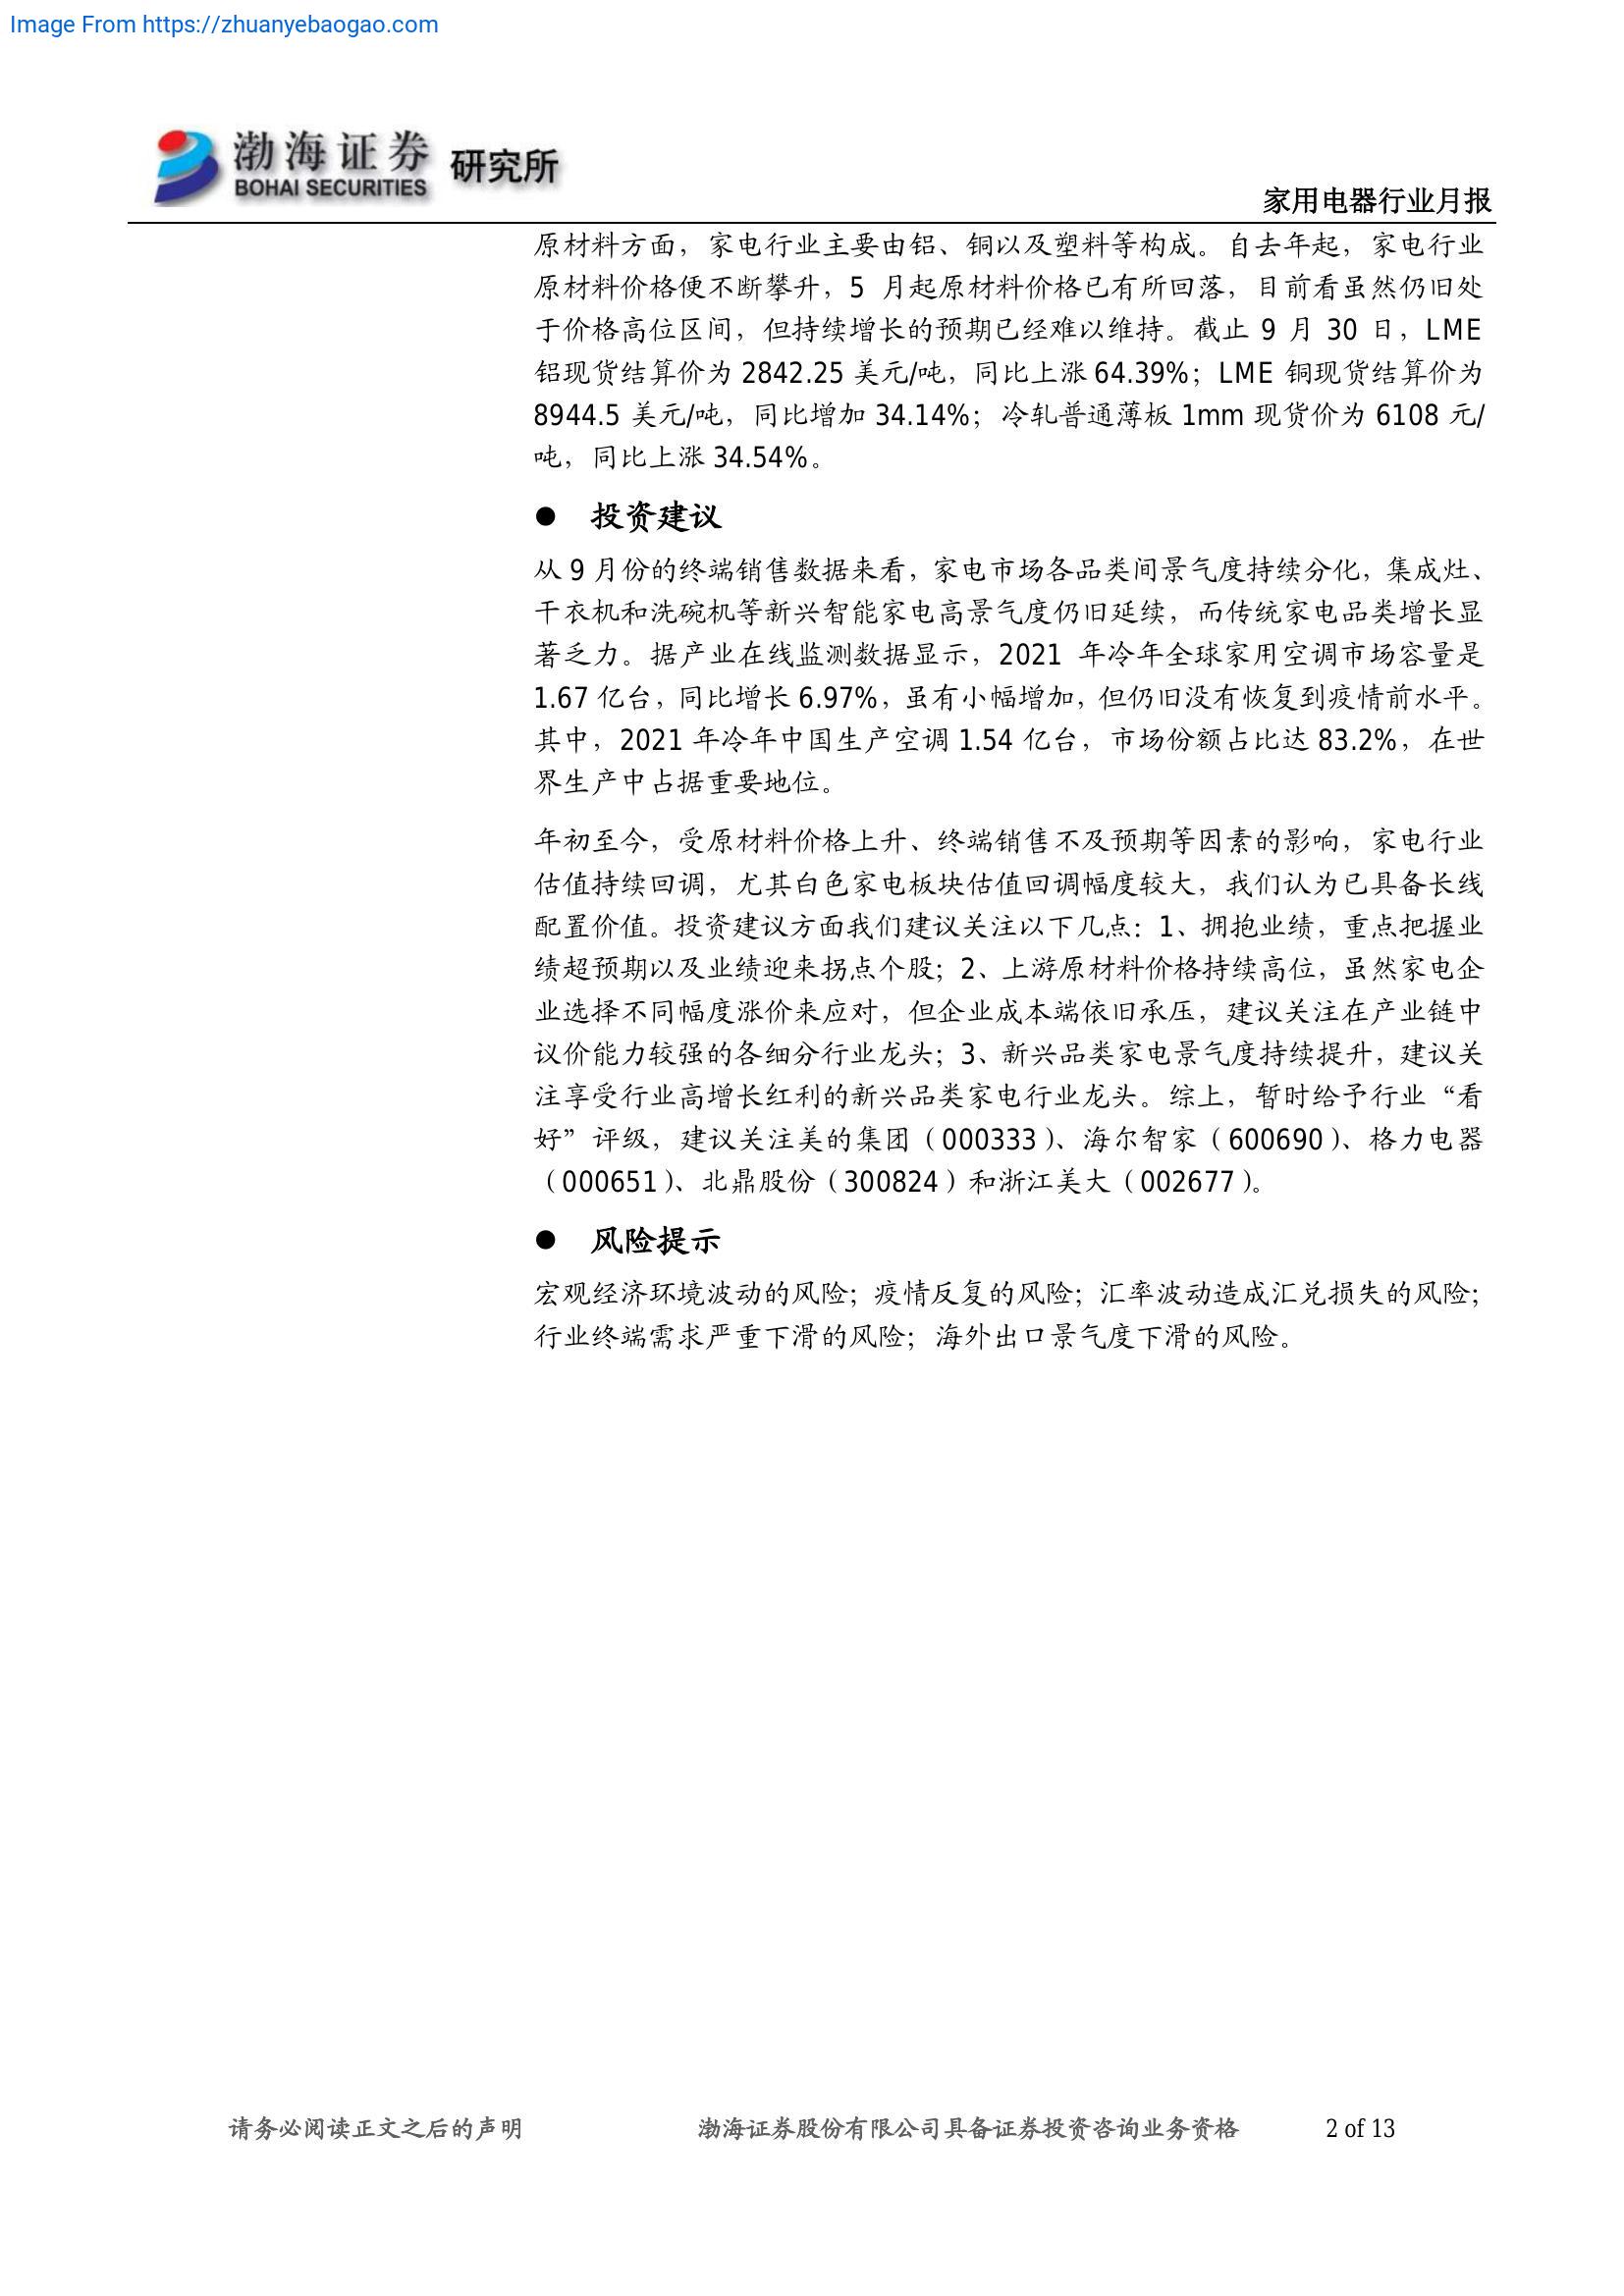 Image From https://zhuanyebaogao.com
渤海证券 研究所
BOHAI SECURITIES
家用电器行业月报
原材料方面，家电行业主要由铝、铜以及塑料等构成。自去年起，家电行业
原材料价格便不断攀升，5 月起原材料价格已有所回落，目前看虽然仍旧处
于价格高位区间，但持续增长的预期已经难以维持。截止 9 月 30 日，LME
铝现货结算价为 2842.25 美元/吨，同比上涨 64.39%；LME 铜现货结算价为
8944.5 美元/吨，同比增加 34.14%；冷轧普通薄板 1mm 现货价为 6108 元/
吨，同比上涨 34.54%。
● 投资建议
从 9 月份的终端销售数据来看，家电市场各品类间景气度持续分化，集成灶、
干衣机和洗碗机等新兴智能家电高景气度仍旧延续，而传统家电品类增长显
著乏力。据产业在线监测数据显示，2021 年冷年全球家用空调市场容量是
1.67 亿台，同比增长 6.97%，虽有小幅增加，但仍旧没有恢复到疫情前水平。
其中，2021 年冷年中国生产空调 1.54 亿台，市场份额占比达 83.2%，在世
界生产中占据重要地位。
年初至今，受原材料价格上升、终端销售不及预期等因素的影响，家电行业
估值持续回调，尤其白色家电板块估值回调幅度较大，我们认为已具备长线
配置价值。投资建议方面我们建议关注以下几点：1、拥抱业绩，重点把握业
绩超预期以及业绩迎来拐点个股；2、上游原材料价格持续高位，虽然家电企
业选择不同幅度涨价来应对，但企业成本端依旧承压，建议关注在产业链中
议价能力较强的各细分行业龙头；3、新兴品类家电景气度持续提升，建议关
注享受行业高增长红利的新兴品类家电行业龙头。综上，暂时给予行业“看
好”评级，建议关注美的集团（000333）、海尔智家（600690）、格力电器
（000651）、北鼎股份（300824）和浙江美大（002677）。
● 风险提示
宏观经济环境波动的风险；疫情反复的风险；汇率波动造成汇兑损失的风险；
行业终端需求严重下滑的风险；海外出口景气度下滑的风险。
请务必阅读正文之后的声明 渤海证券股份有限公司具备证券投资咨询业务资格 2 of 13